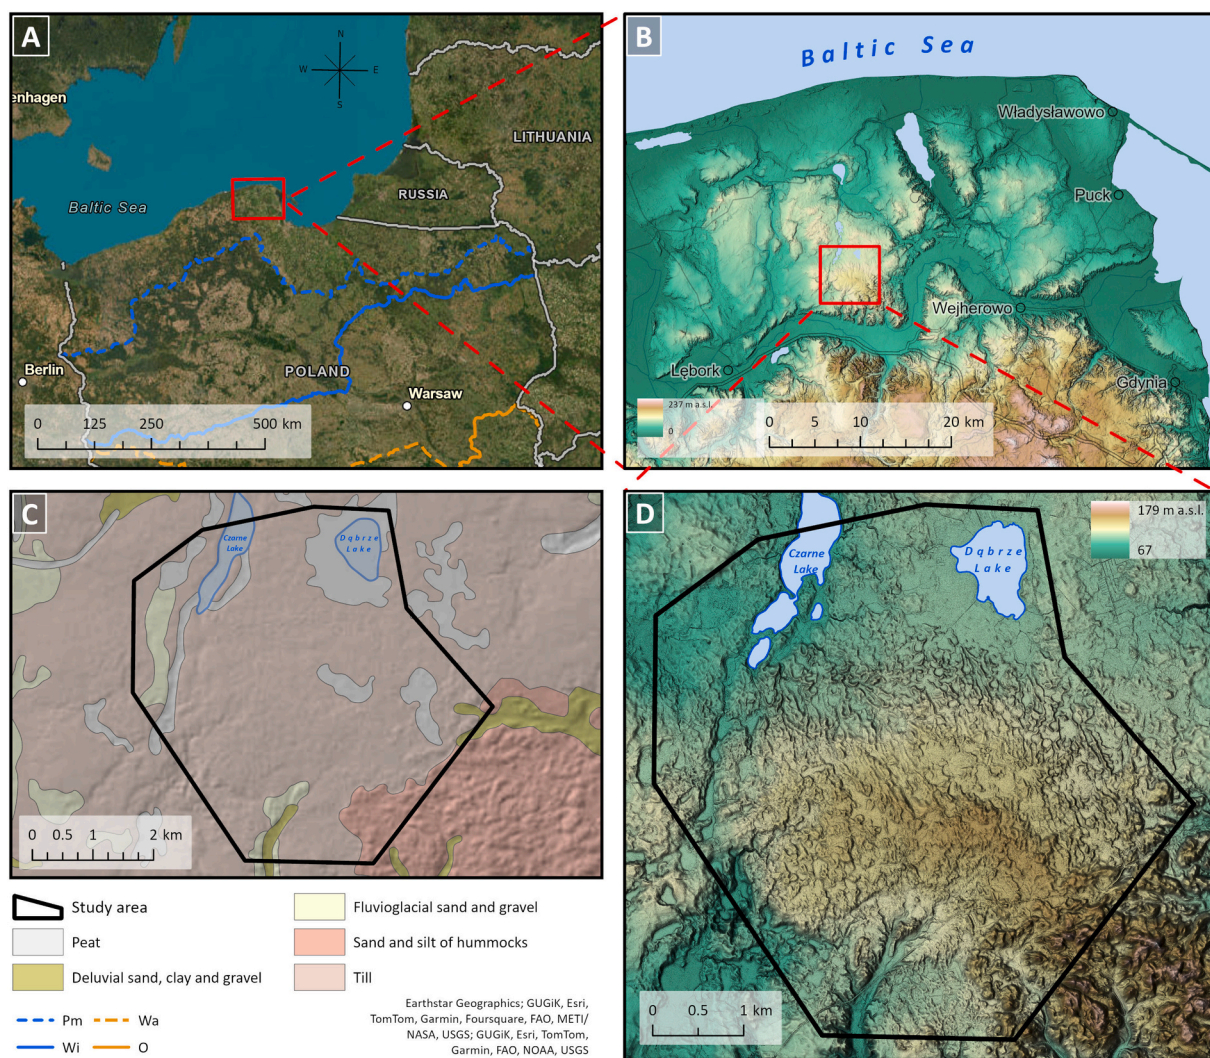 A
N
W E
S
enhagen
LITHUANIA
RUSSIA
Baltic Sea
Berlin
POLAND
Warsaw
0 125 250 500 km
B
Baltic Sea
Władysławowo
Puck
Wejherowo
Lębork
Gdynia
237 m a.s.l.
0
0 5 10 20 km
C
Czarne
Lake
Dąbrze
Lake
0 0.5 1 2 km
D
Czarne
Lake
Dąbrze
Lake
179 m a.s.l.
67
0 0.5 1 km
Study area
Peat
Deluvial sand, clay and gravel
Fluvioglacial sand and gravel
Sand and silt of hummocks
Till
Pm Wa
Wi O
Earthstar Geographics; GUGiK, Esri,
TomTom, Garmin, Foursquare, FAO, METI/
NASA, USGS; GUGiK, Esri, TomTom,
Garmin, FAO, NOAA, USGS